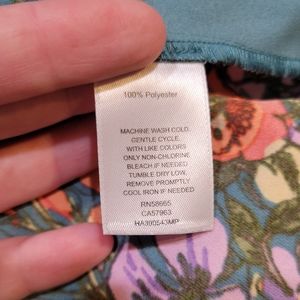 100% Polyester
MACHINE WASH COLD.
GENTLE CYCLE.
WITH LIKE COLORS
ONLY NON-CHLORINE
BLEACH IF NEEDED
TUMBLE DRY LOW.
REMOVE PROMPTLY
COOL IRON IF NEEDED
RN58665
CA57963
HA300543MP